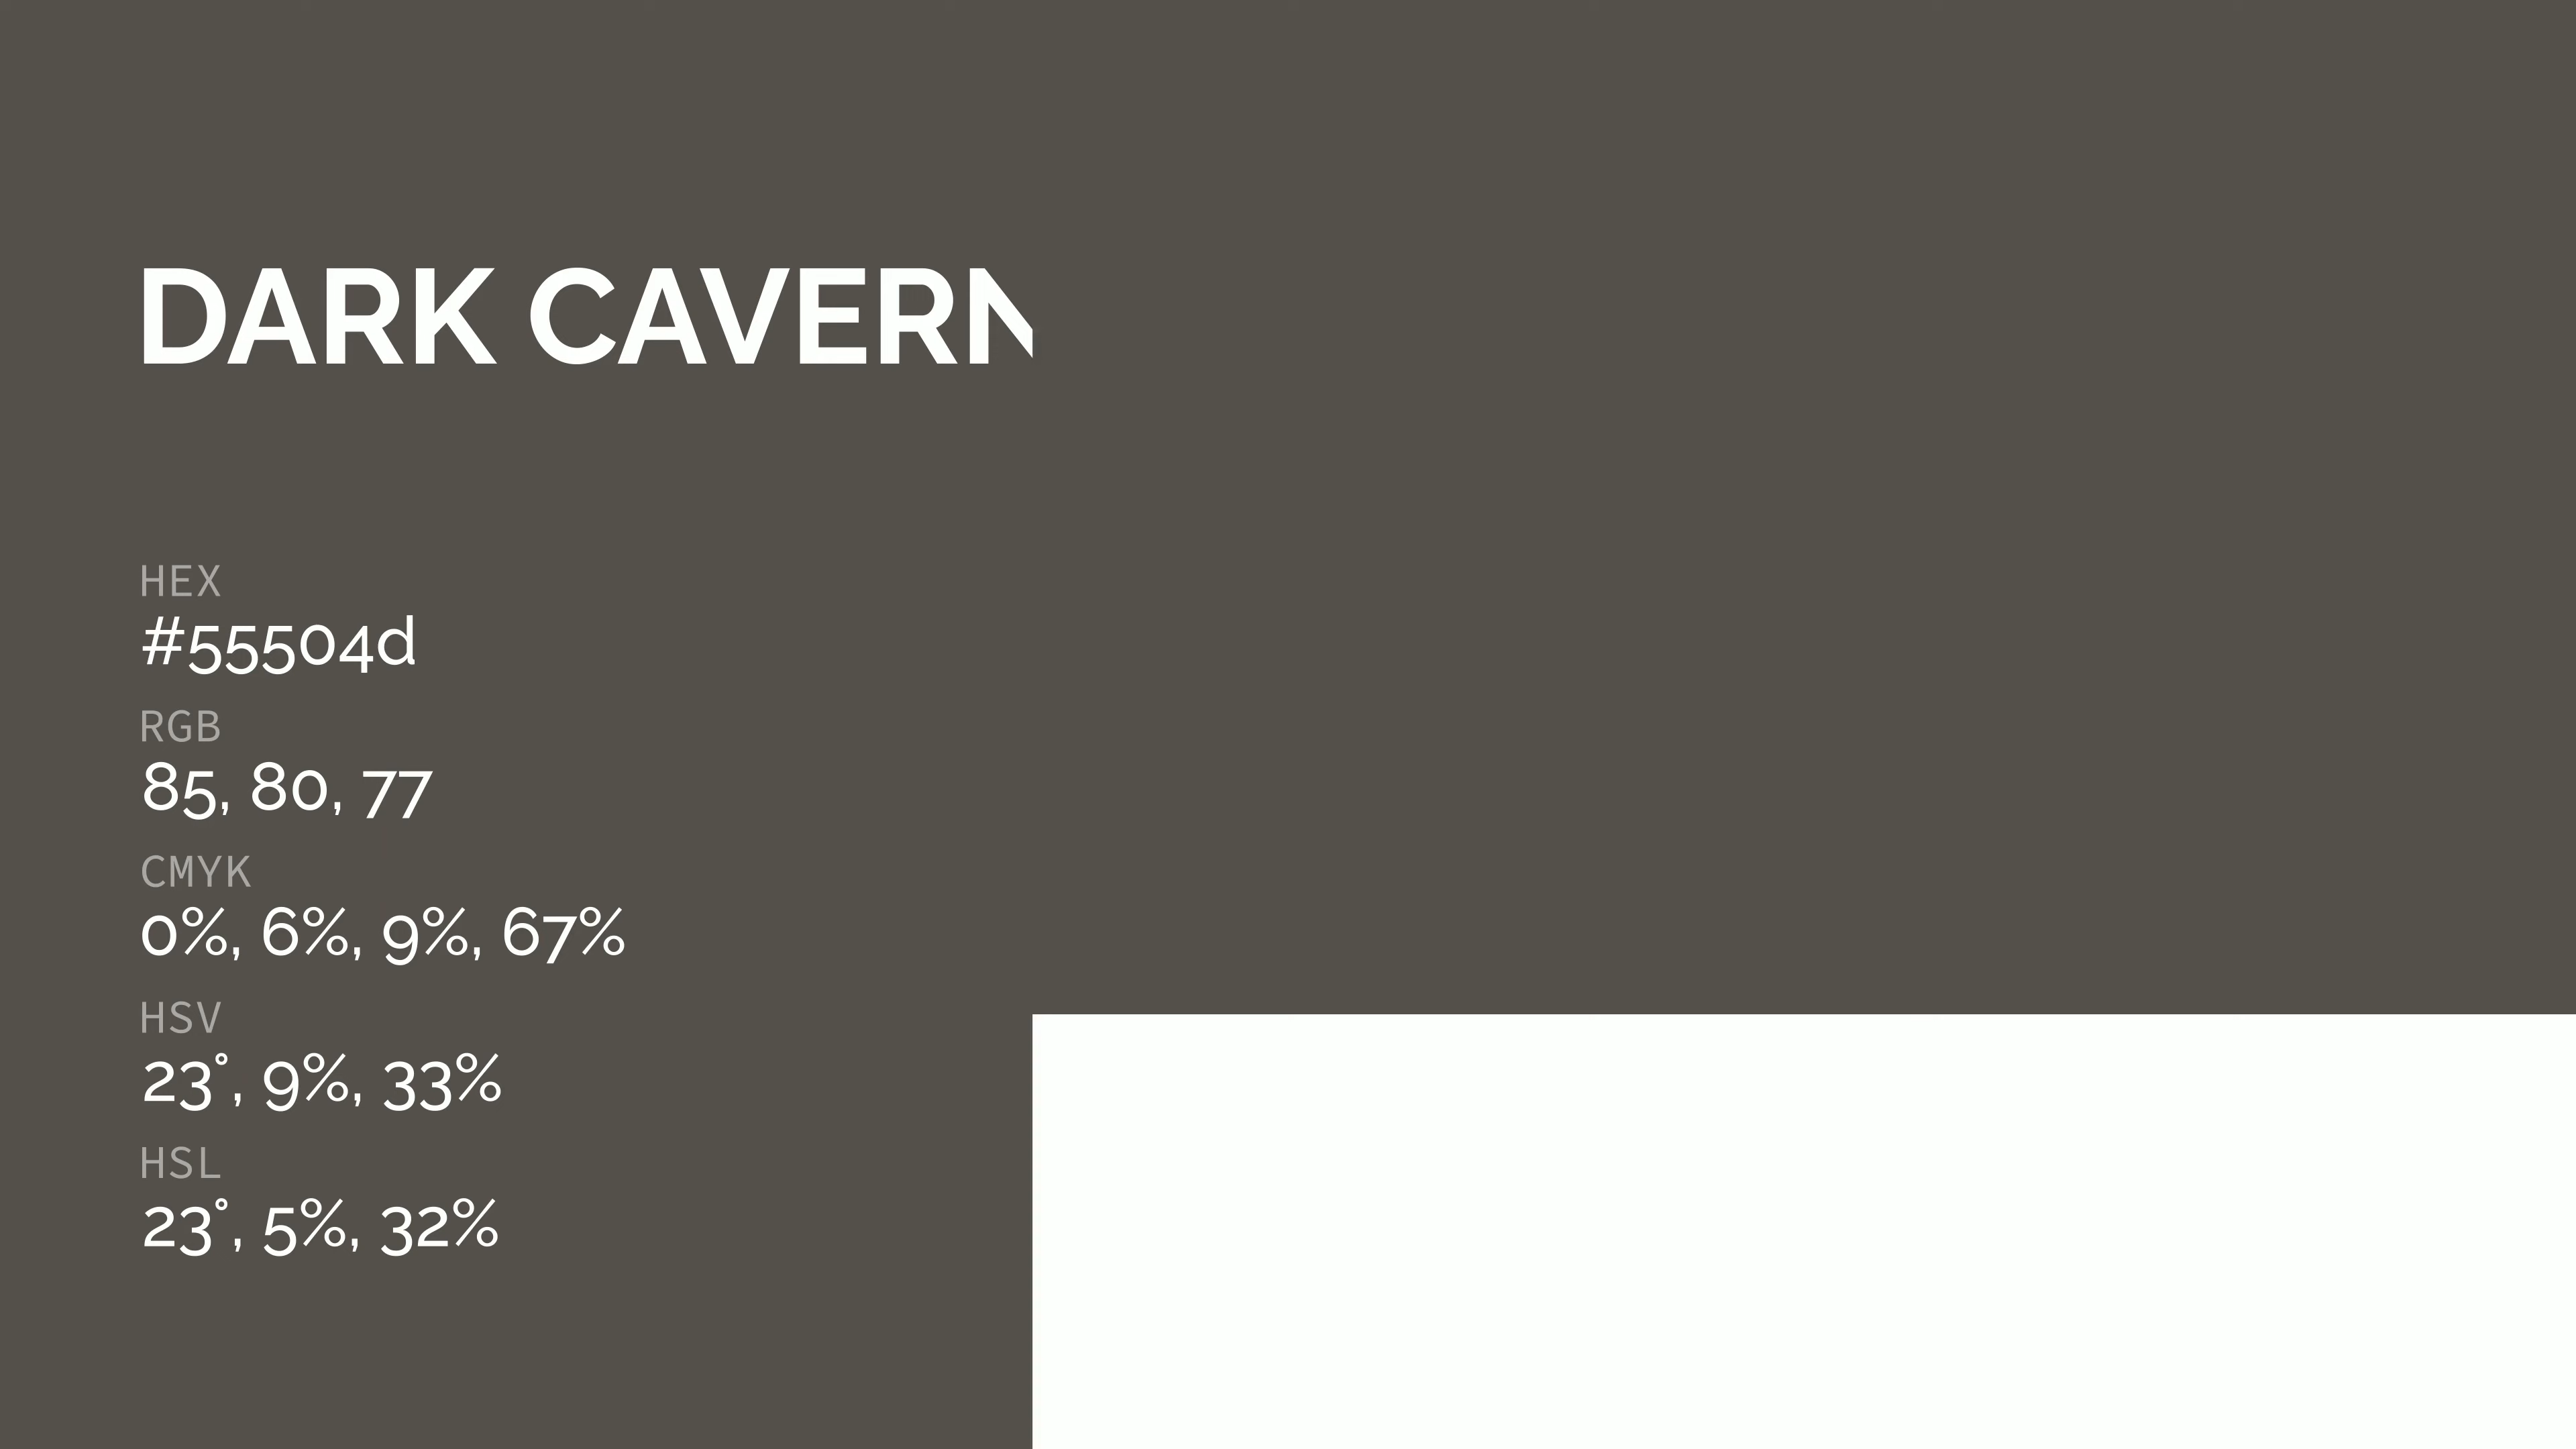 DARK CAVERN
HEX
#55504d
RGB
85, 80, 77
CMYK
0%, 6%, 9%, 67%
HSV
23°, 9%, 33%
HSL
23°, 5%, 32%